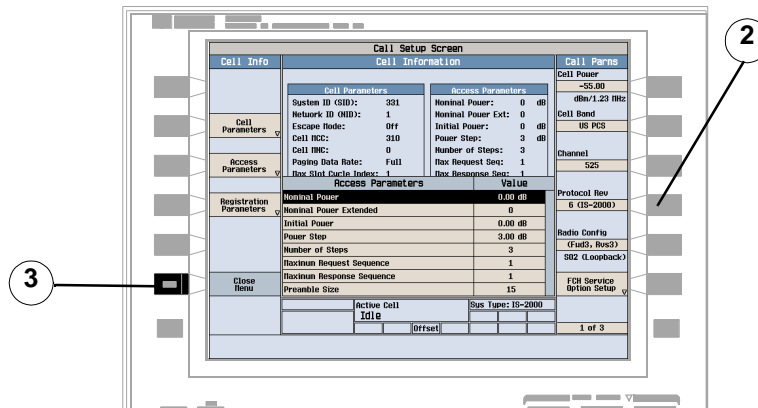 2
3
Call Setup Screen
Cell Info
Cell Information
Call Parms
Cell Parameters
System ID (SID): 331
Network ID (NID): 1
Escape Mode: Off
Cell MCC: 310
Cell MNC: 0
Paging Data Rate: Full
Max Slot Cycle Index: 1
Access Parameters
Nominal Power: 0 dB
Nominal Power Ext: 0
Initial Power: 0 dB
Power Step: 3 dB
Number of Steps: 3
Max Request Seq: 1
Max Response Seq: 1
Cell Parameters
Access Parameters
Registration Parameters
Close Menu
Access Parameters Value
Nominal Power 0.00 dB
Nominal Power Extended 0
Initial Power 0.00 dB
Power Step 3.00 dB
Number of Steps 3
Maximum Request Sequence 1
Maximum Response Sequence 1
Preamble Size 15
Active Cell
Sys Type: IS-2000
Idle
Offset
Cell Power
-55.00
dBm/1.23 MHz
Cell Band
US PCS
Channel
525
Protocol Rev
6 (IS-2000)
Radio Config
(Fwd3, Rvs3)
SO2 (Loopback)
FCH Service
Option Setup
1 of 3